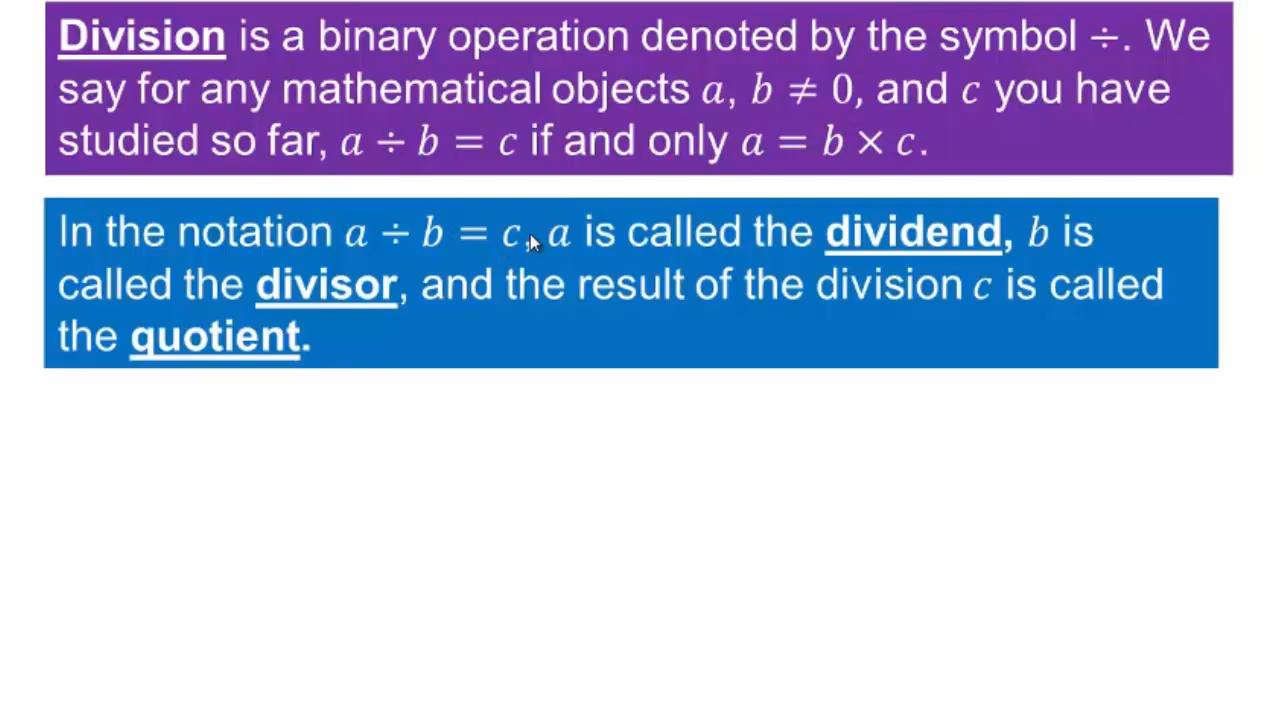 Division is a binary operation denoted by the symbol ÷. We
say for any mathematical objects a, b ≠ 0, and c you have
studied so far, a ÷ b = c if and only a = b × c.
In the notation a ÷ b = c, a is called the dividend, b is
called the divisor, and the result of the division c is called
the quotient.